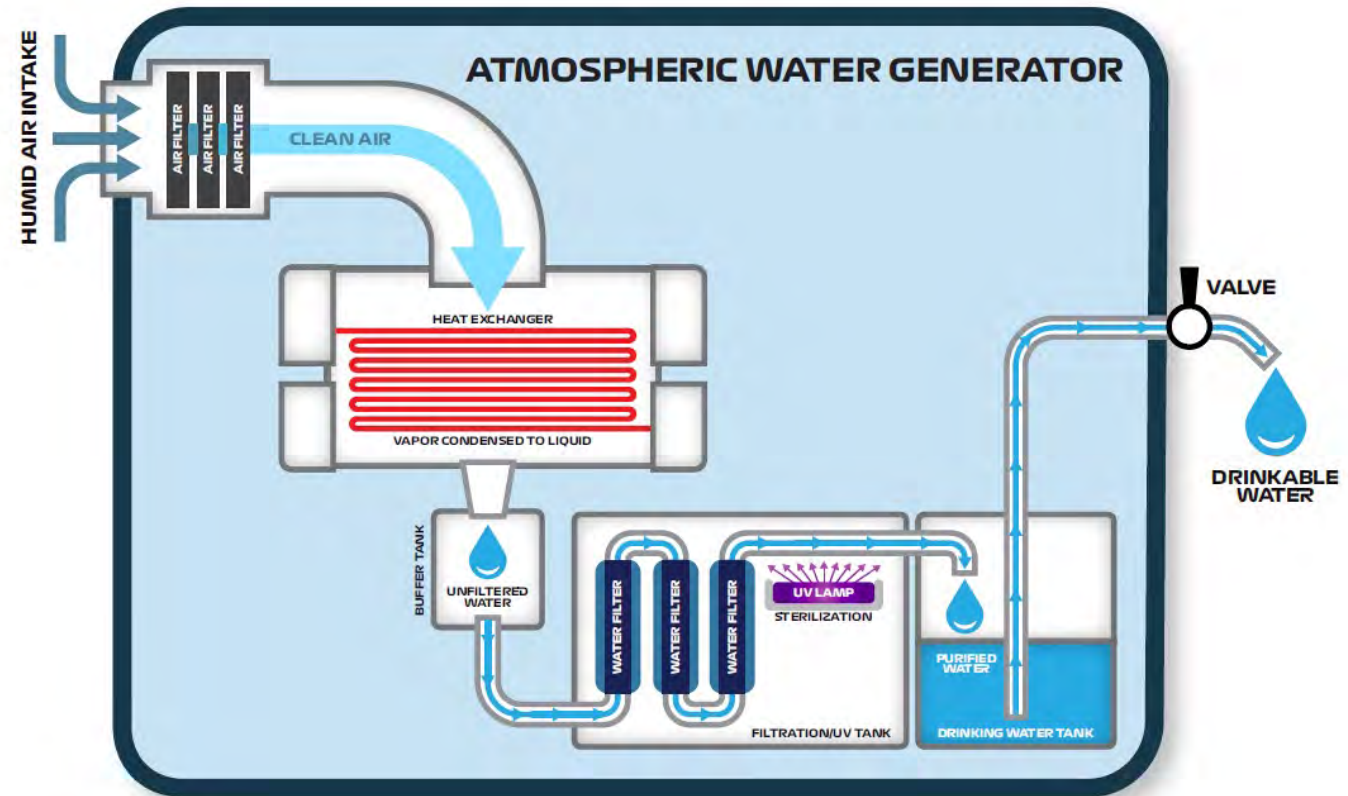 ATMOSPHERIC WATER GENERATOR
HUMID AIR INTAKE
AIR FILTER
AIR FILTER
AIR FILTER
CLEAN AIR
HEAT EXCHANGER
VAPOR CONDENSED TO LIQUID
VALVE
DRINKABLE
WATER
BUFFER TANK
UNFILTERED
WATER
WATER FILTER
WATER FILTER
WATER FILTER
UV LAMP
STERILIZATION
FILTRATION/UV TANK
PURIFIED
WATER
DRINKING WATER TANK